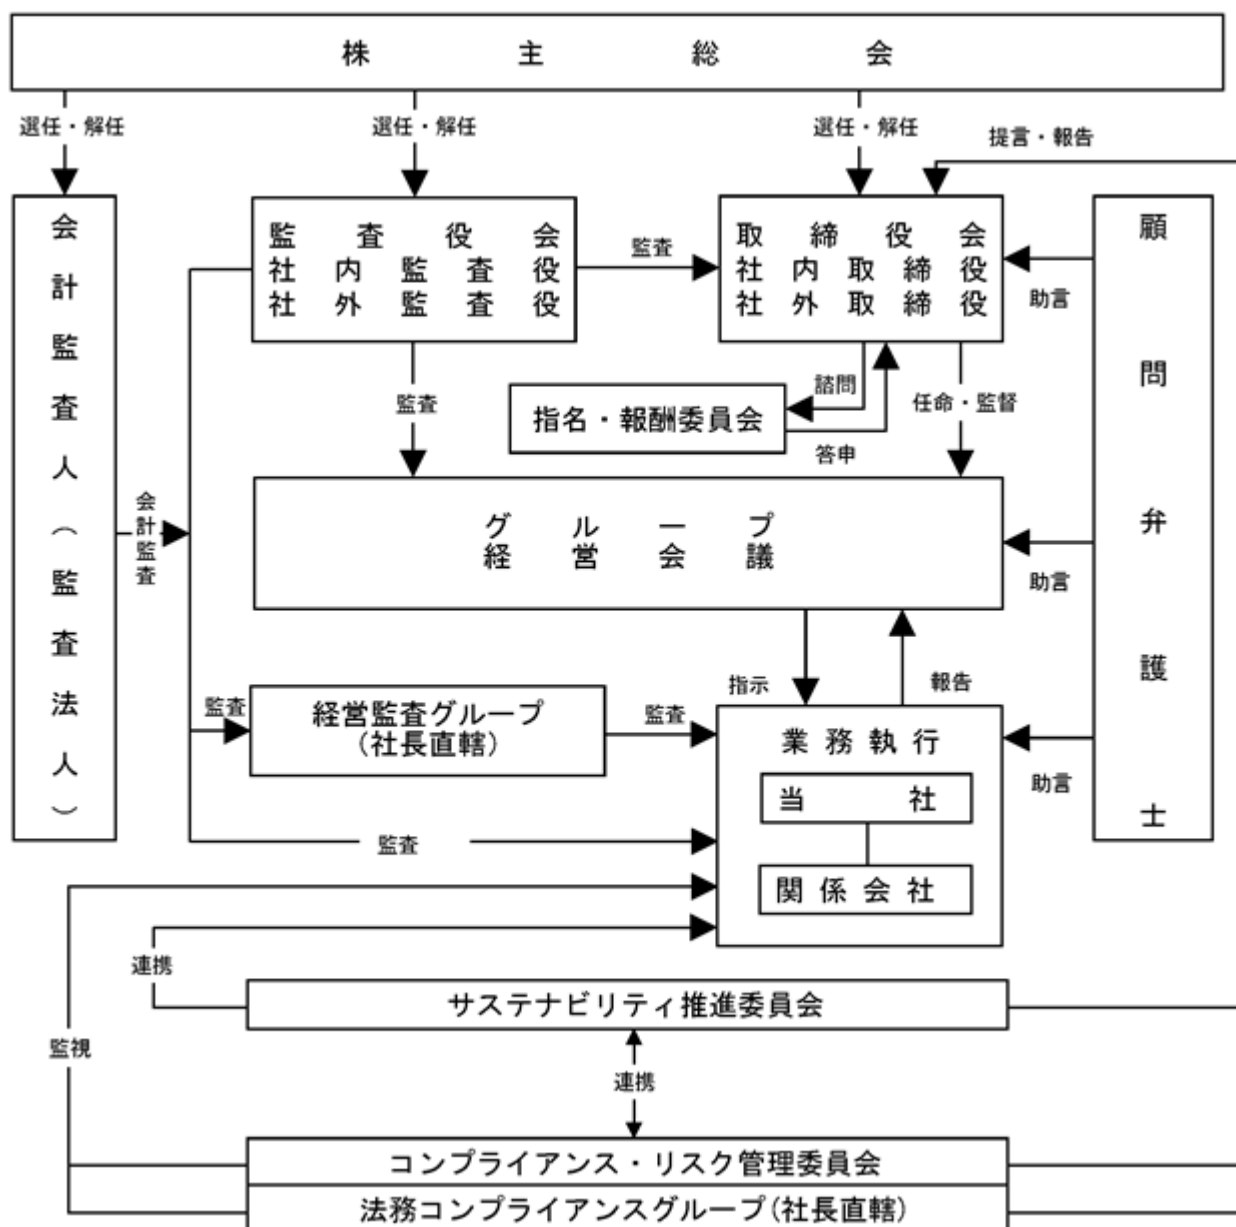 株主総会
選任・解任
選任・解任
選任・解任
提言・報告
会計監査人（監査法人）
監査役会
社内監査役
社外監査役
監査
取締役会
社内取締役
社外取締役
助言
顧問弁護士
監査
指名・報酬委員会
諮問
答申
任命・監督
会計監査
グループ
経営会議
助言
指示
報告
監査
経営監査グループ
（社長直轄）
監査
業務執行
当社
関係会社
助言
監査
連携
サステナビリティ推進委員会
監視
連携
コンプライアンス・リスク管理委員会
法務コンプライアンスグループ(社長直轄)